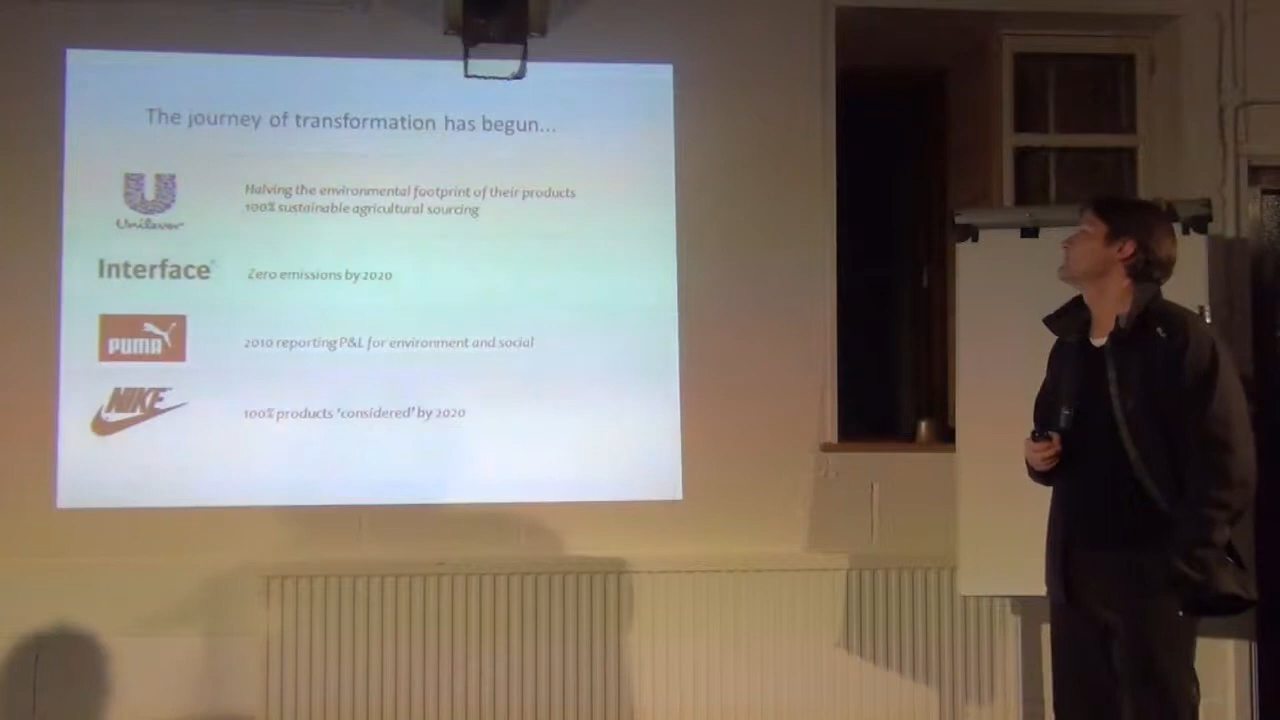 The journey of transformation has begun...
Unilever
Halving the environmental footprint of their products
100% sustainable agricultural sourcing
Interface
Zero emissions by 2020
PUMA
2010 reporting P&L for environment and social
NIKE
100% products 'considered' by 2020